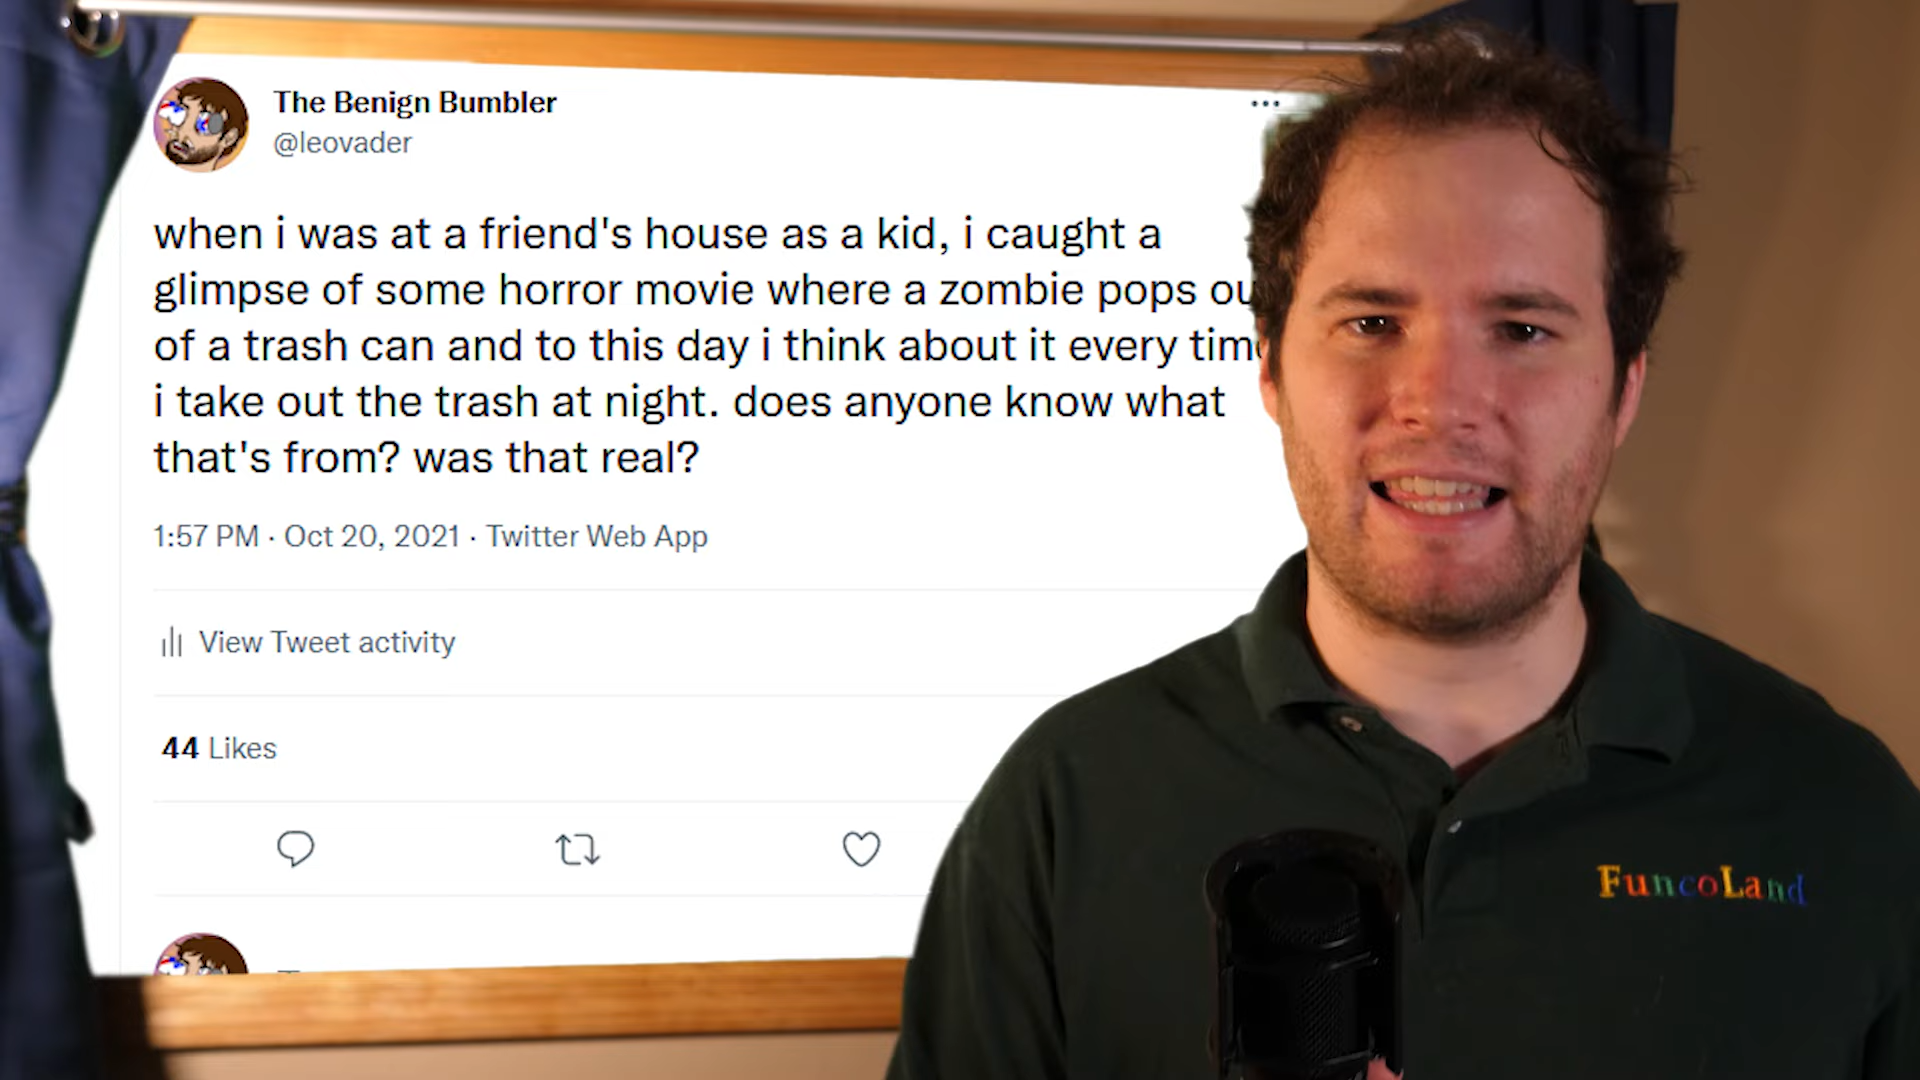 The Benign Bumbler
@leovader
when i was at a friend's house as a kid, i caught a
glimpse of some horror movie where a zombie pops
of a trash can and to this day i think about it every
i take out the trash at night. does anyone know what
that's from? was that real?
1:57 PM · Oct 20, 2021 · Twitter Web App
View Tweet activity
44 Likes
FuncoLand